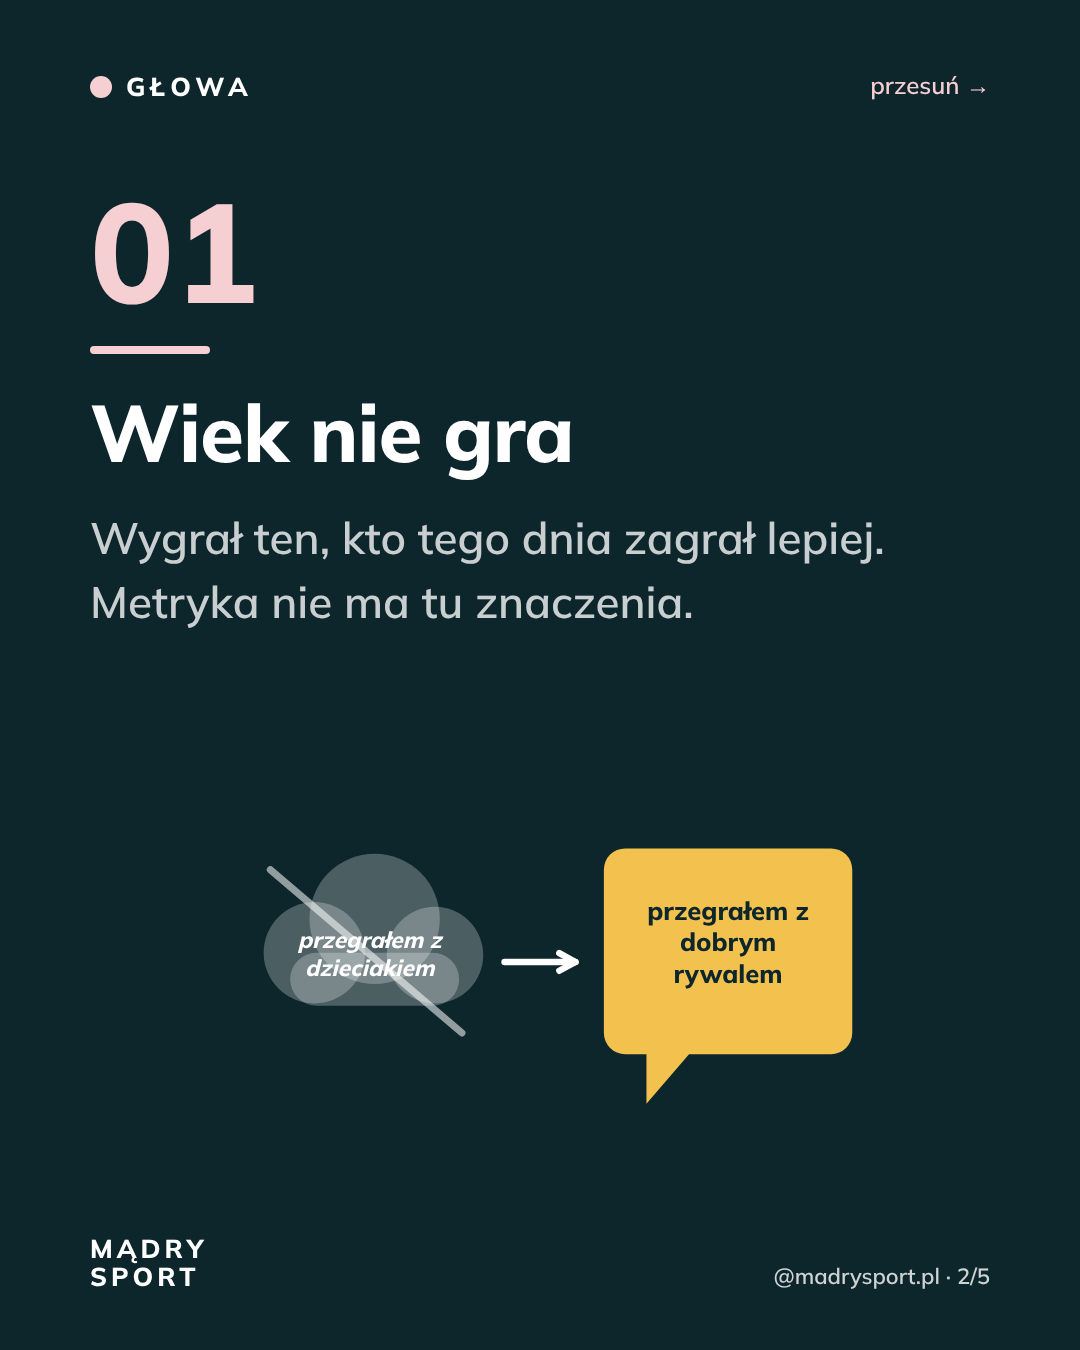 GŁOWA
przesuń →
01
Wiek nie gra
Wygrał ten, kto tego dnia zagrał lepiej.
Metryka nie ma tu znaczenia.
przegrałem z
dzieciakiem
przegrałem z
dobrym
rywalem
MĄDRY
SPORT
@madrysport.pl · 2/5